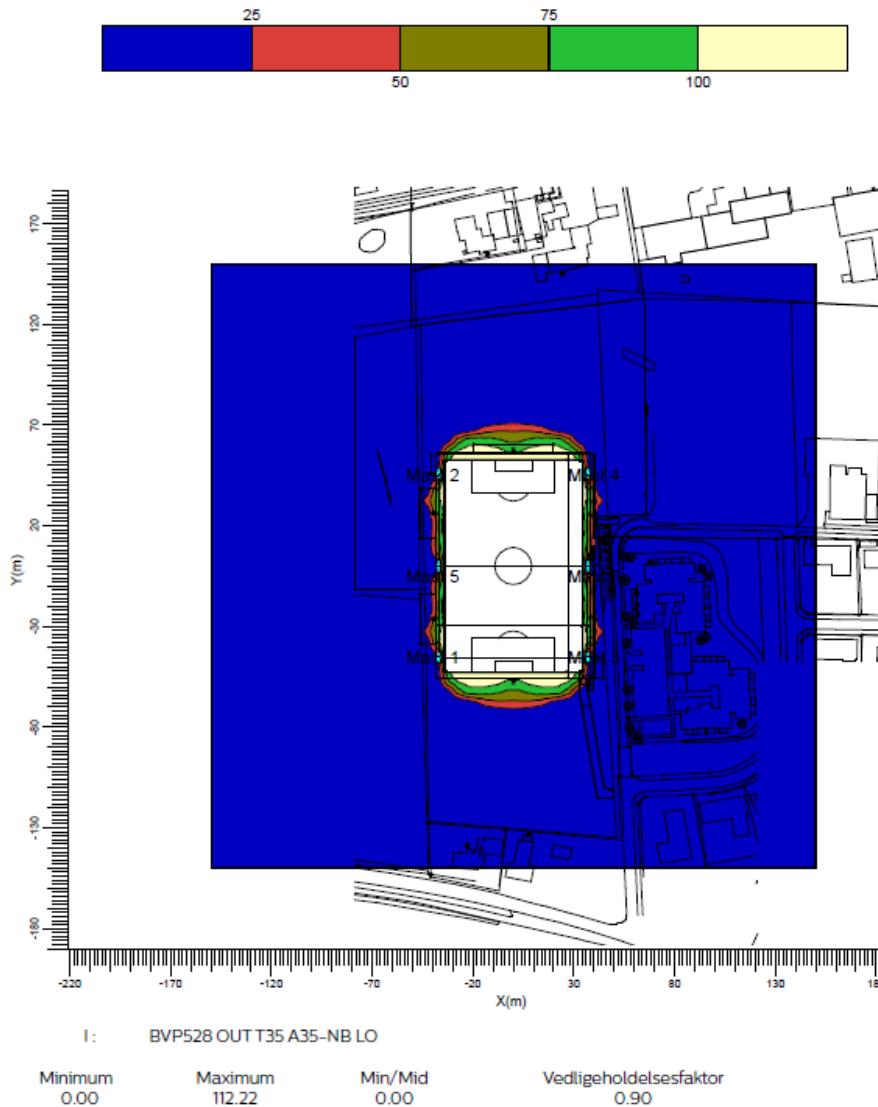 25 75
50 100
170
120
70
20
-30
-80
-130
-180
Y(m)
Mast 2
Mast 4
Mast 5
Mast 1
-220 -170 -120 -70 -20 30 80 130
X(m)
I : BVP528 OUT T35 A35-NB LO
Minimum Maximum Min/Mid Vedligeholdelsesfaktor
0.00 112.22 0.00 0.90